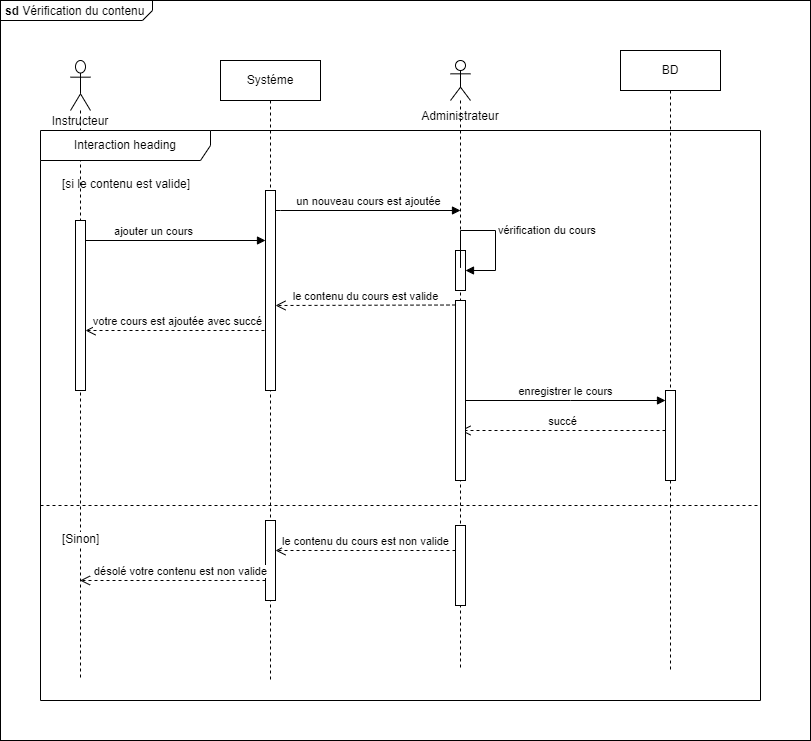 sd Vérification du contenu
Systéme
BD
Instructeur
Administrateur
Interaction heading
[si le contenu est valide]
un nouveau cours est ajoutée
ajouter un cours
vérification du cours
le contenu du cours est valide
votre cours est ajoutée avec succé
enregistrer le cours
succé
[Sinon]
le contenu du cours est non valide
désolé votre contenu est non valide